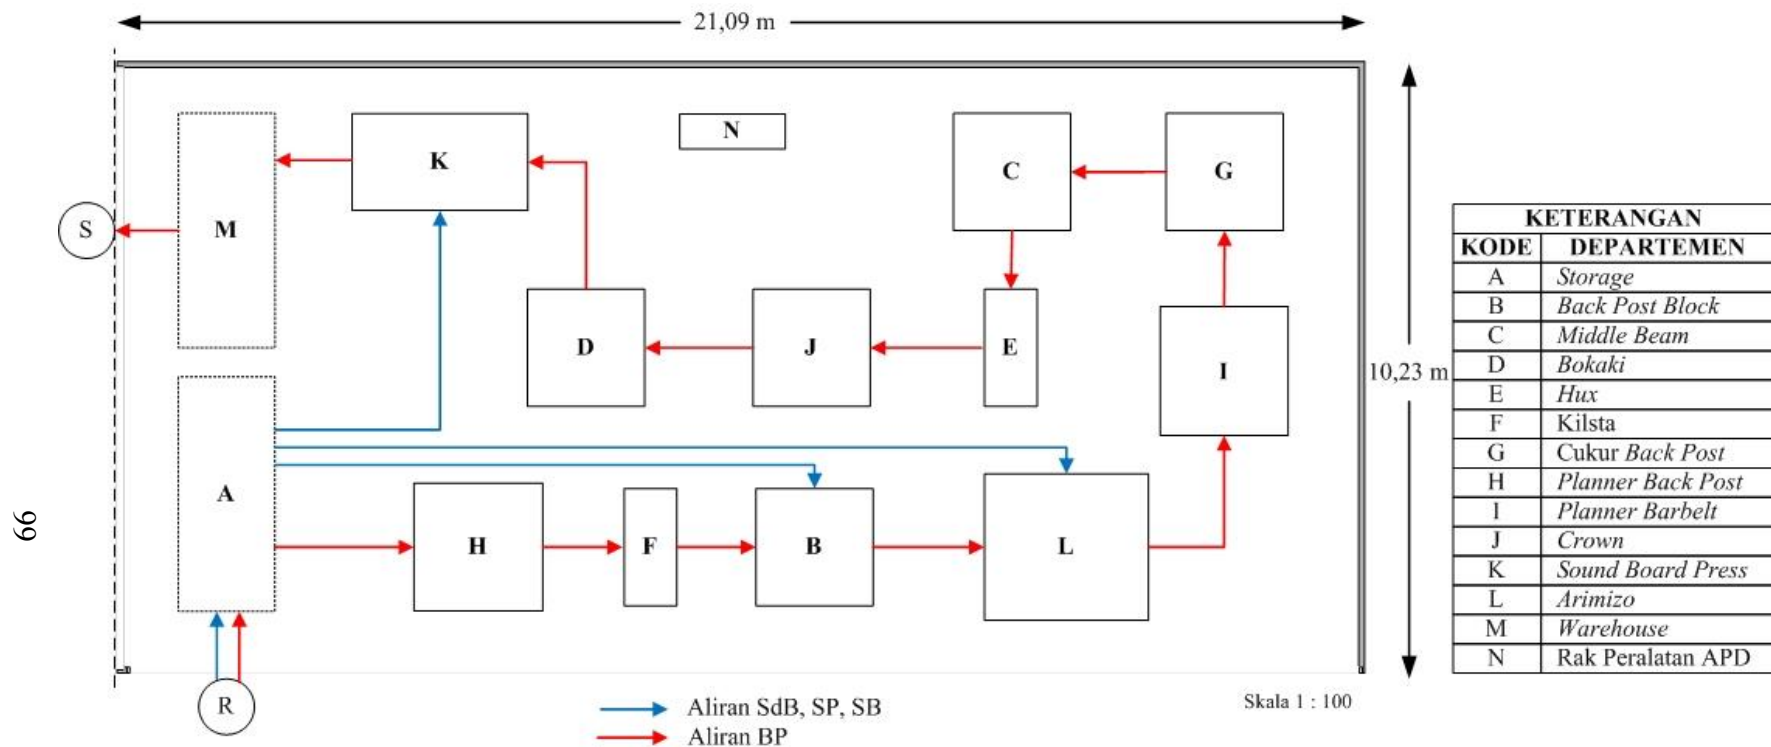 21,09 m
K
N
C
G
S
M
D
J
E
I
10,23 m
A
H
F
B
L
R
Aliran SdB, SP, SB
Aliran BP
Skala 1 : 100
KETERANGAN
KODE DEPARTEMEN
A Storage
B Back Post Block
C Middle Beam
D Bokaki
E Hux
F Kilsta
G Cukur Back Post
H Planner Back Post
I Planner Barbelt
J Crown
K Sound Board Press
L Arimizo
M Warehouse
N Rak Peralatan APD
66